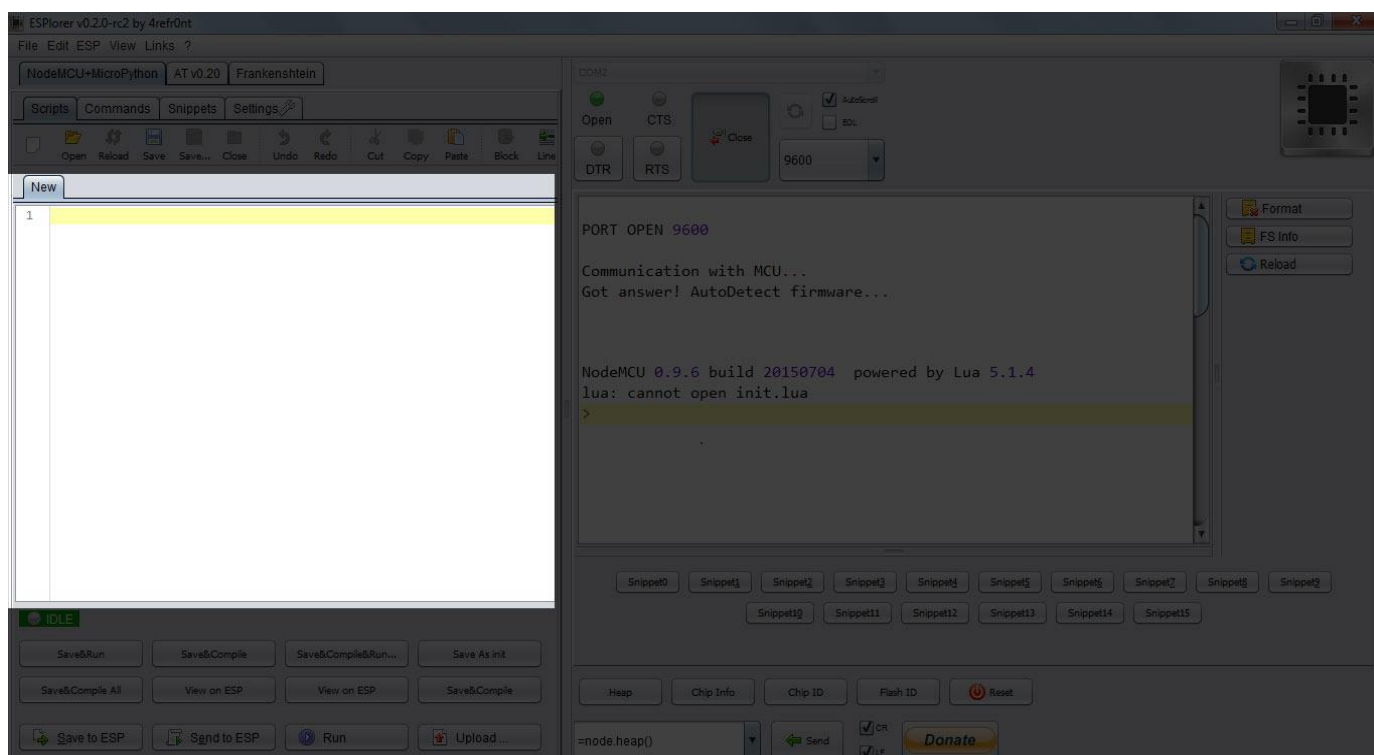 ESPlorer v0.2.0-rc2 by 4refr0nt
File Edit ESP View Links ?
NodeMCU+MicroPython AT v0.20 Frankenshtein
Scripts Commands Snippets Settings
Open Reload Save Save... Close Undo Redo Cut Copy Paste Block Line
New
1
IDLE
Save&Run Save&Compile Save&Compile&Run... Save As init
Save&Compile All View on ESP View on ESP Save&Compile
Save to ESP Send to ESP Run Upload ...
COM2
Open CTS Close AutoScroll
EOL
DTR RTS 9600
PORT OPEN 9600
Communication with MCU...
Got answer! AutoDetect firmware...
NodeMCU 0.9.6 build 20150704 powered by Lua 5.1.4
lua: cannot open init.lua
>
Format
FS Info
Reload
Snippet0 Snippet1 Snippet2 Snippet3 Snippet4 Snippet5 Snippet6 Snippet7 Snippet8 Snippet9
Snippet10 Snippet11 Snippet12 Snippet13 Snippet14 Snippet15
Heap Chip Info Chip ID Flash ID Reset
=node.heap() Send CR Donate
LF